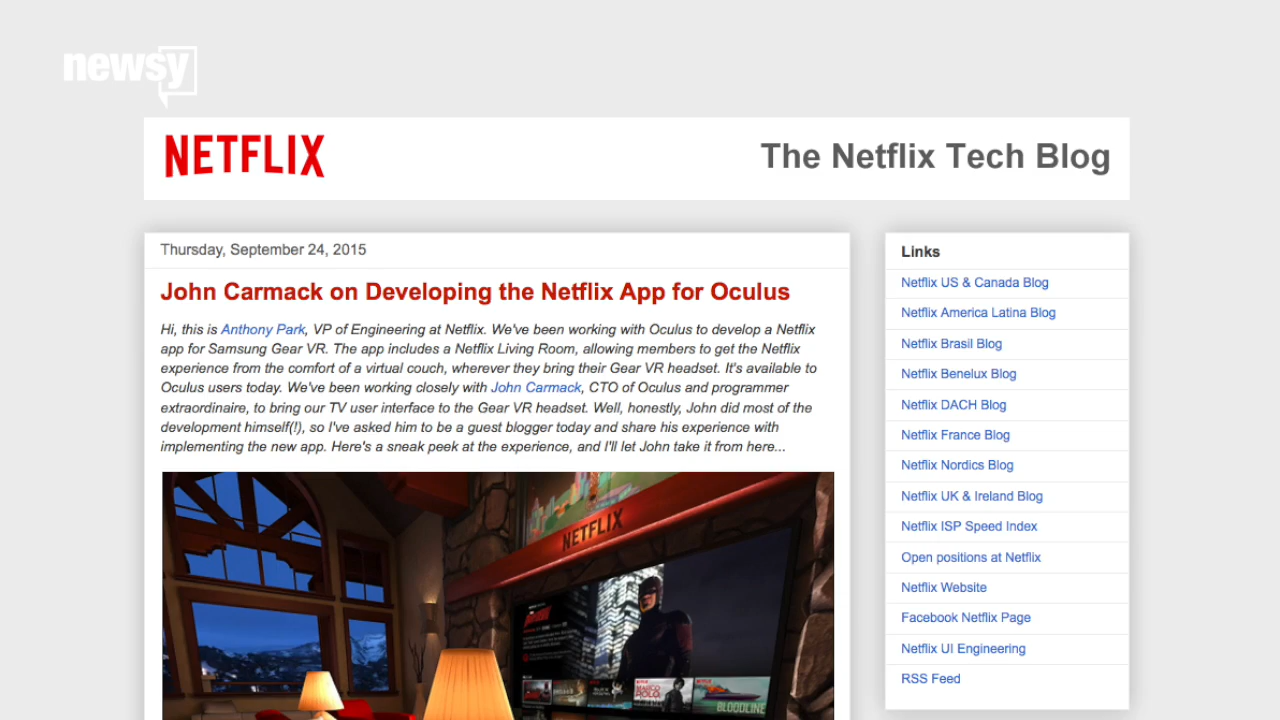 newsy
NETFLIX
The Netflix Tech Blog
Thursday, September 24, 2015
John Carmack on Developing the Netflix App for Oculus
Hi, this is Anthony Park, VP of Engineering at Netflix. We've been working with Oculus to develop a Netflix
app for Samsung Gear VR. The app includes a Netflix Living Room, allowing members to get the Netflix
experience from the comfort of a virtual couch, wherever they bring their Gear VR headset. It's available to
Oculus users today. We've been working closely with John Carmack, CTO of Oculus and programmer
extraordinaire, to bring our TV user interface to the Gear VR headset. Well, honestly, John did most of the
development himself(!), so I've asked him to be a guest blogger today and share his experience with
implementing the new app. Here's a sneak peek at the experience, and I'll let John take it from here...
NETFLIX
MARCO
POLO
BLOODLINE
Links
Netflix US & Canada Blog
Netflix America Latina Blog
Netflix Brasil Blog
Netflix Benelux Blog
Netflix DACH Blog
Netflix France Blog
Netflix Nordics Blog
Netflix UK & Ireland Blog
Netflix ISP Speed Index
Open positions at Netflix
Netflix Website
Facebook Netflix Page
Netflix UI Engineering
RSS Feed